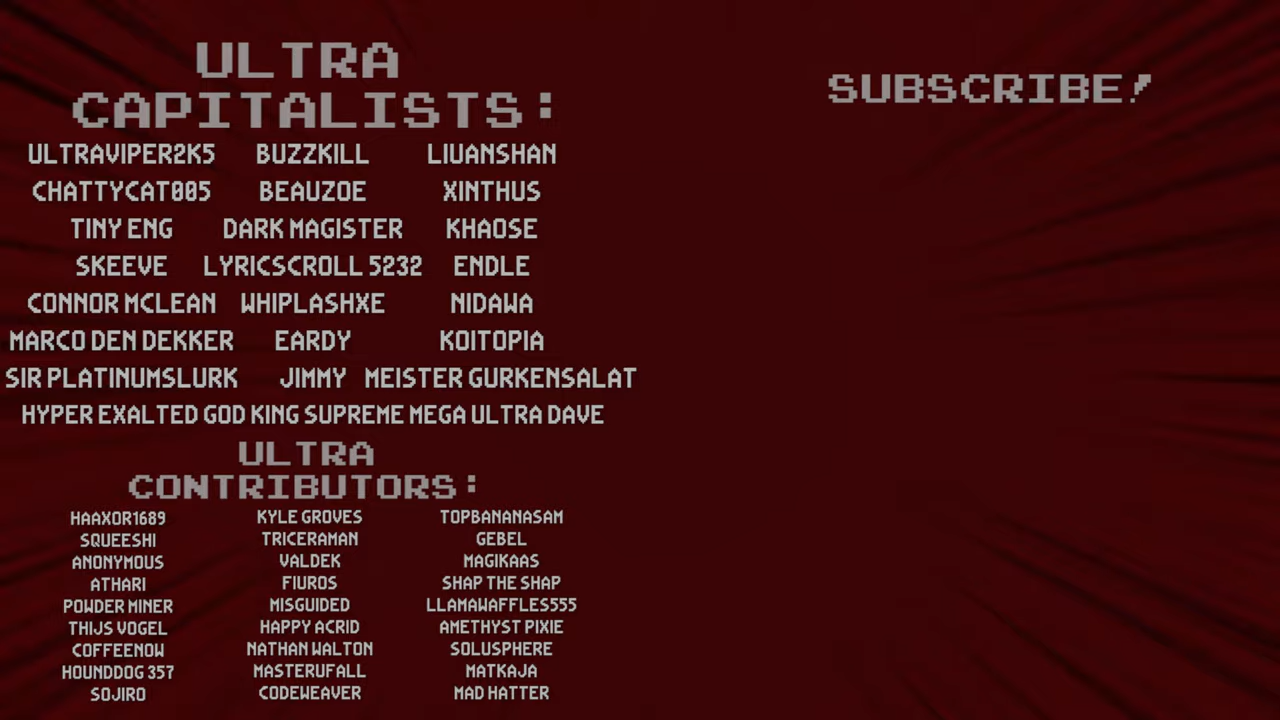 ULTRA
CAPITALISTS:
ULTRAVIPER2K5 BUZZKILL LIUANSHAN
CHATTYCAT005 BEAUZOE XINTHUS
TINY ENG DARK MAGISTER KHAOSE
SKEEVE LYRICSCROLL 5232 ENDLE
CONNOR MCLEAN WHIPLASHXE NIDAWA
MARCO DEN DEKKER EARDY KOITOPIA
SIR PLATINUMSLURK JIMMY MEISTER GURKENSALAT
HYPER EXALTED GOD KING SUPREME MEGA ULTRA DAVE
ULTRA
CONTRIBUTORS:
HAAXOR1689 KYLE GROVES TOPBANANASAM
SQUEESHI TRICERAMAN GEBEL
ANONYMOUS VALDEK MAGIKAAS
ATHARI FIUROS SHAP THE SHAP
POWDER MINER MISGUIDED LLAMAWAFFLES555
THIJS VOGEL HAPPY ACRID AMETHYST PIXIE
COFFEENOW NATHAN WALTON SOLUSPHERE
HOUNDDOG 357 MASTERUFALL MATKAJA
SOJIRO CODEWEAVER MAD HATTER
SUBSCRIBE!